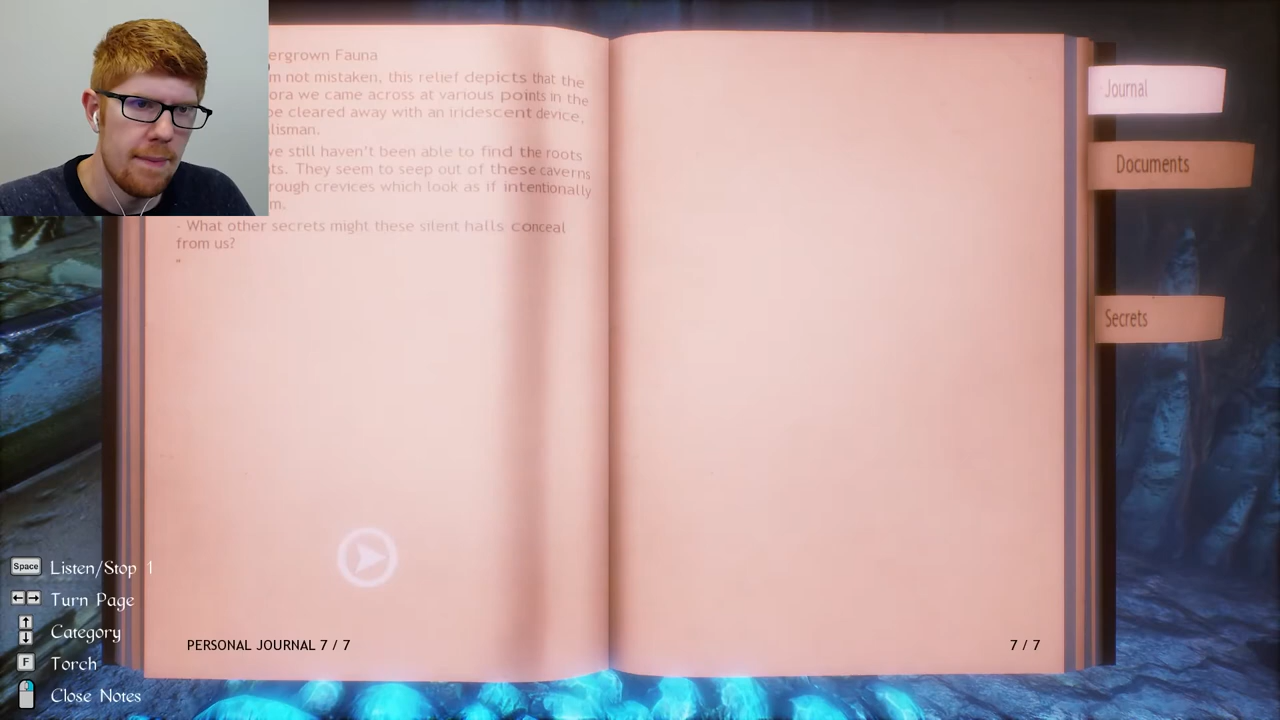 ergrown Fauna
m not mistaken, this relief depicts that the
ora we came across at various points in the
be cleared away with an iridescent device,
lisman.
we still haven't been able to find the roots
ts. They seem to seep out of these caverns
rough crevices which look as if intentionally
m.
- What other secrets might these silent halls conceal
from us?
PERSONAL JOURNAL 7 / 7
7 / 7
Journal
Documents
Secrets
Space Listen/Stop 1
Turn Page
Category
F Torch
Close Notes